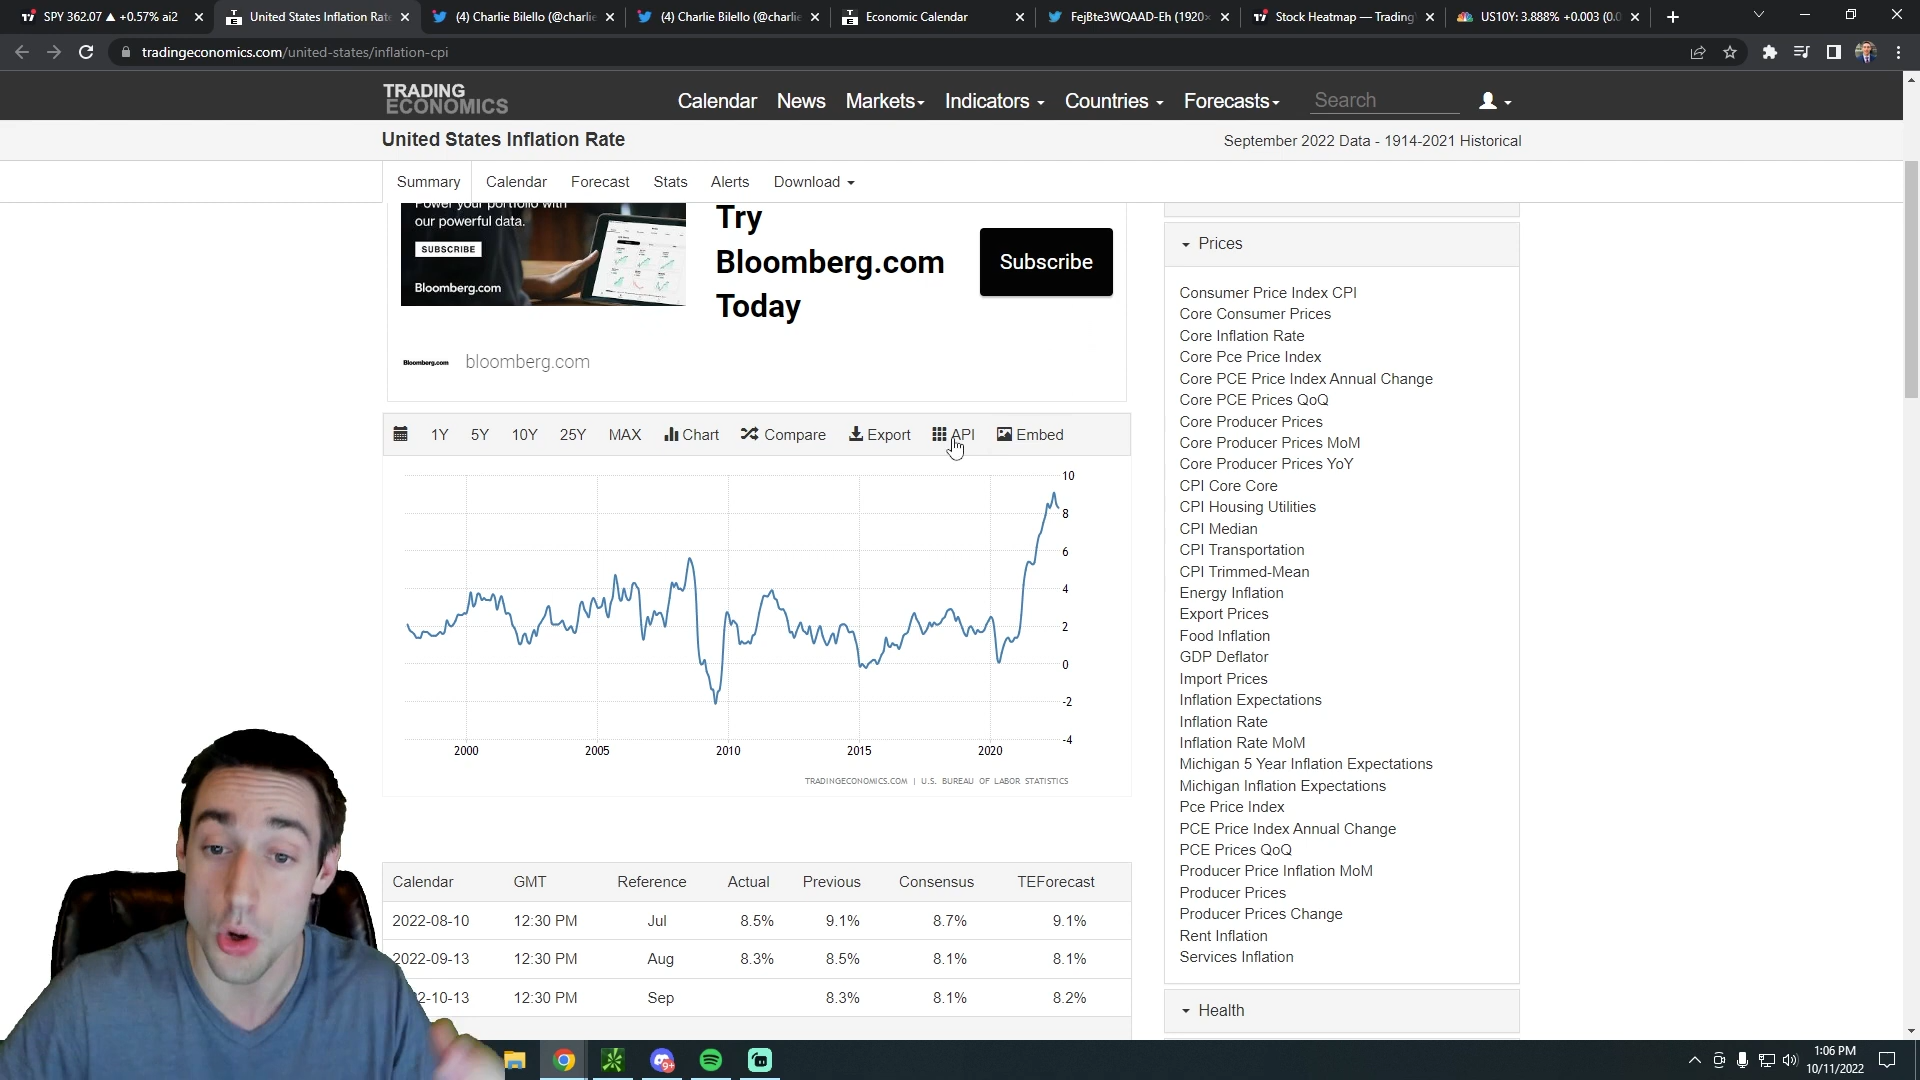 SPY 362.07 ▲ +0.57% ai2
United States Inflation Rat
(4) Charlie Bilello (@charlie
(4) Charlie Bilello (@charlie
Economic Calendar
FejBte3WQAAD-Eh (1920×
Stock Heatmap — Trading
US10Y: 3.888% +0.003 (0.0
tradingeconomics.com/united-states/inflation-cpi
TRADING
ECONOMICS
Calendar News Markets Indicators Countries Forecasts Search
United States Inflation Rate
September 2022 Data - 1914-2021 Historical
Summary Calendar Forecast Stats Alerts Download
Power your portfolio with
our powerful data.
SUBSCRIBE
Bloomberg.com
Try
Bloomberg.com
Today
Subscribe
Bloomberg.com
bloomberg.com
1Y 5Y 10Y 25Y MAX Chart Compare Export API Embed
10
8
6
4
2
0
-2
-4
2000 2005 2010 2015 2020
TRADINGECONOMICS.COM | U.S. BUREAU OF LABOR STATISTICS
Calendar GMT Reference Actual Previous Consensus TEForecast
2022-08-10 12:30 PM Jul 8.5% 9.1% 8.7% 9.1%
2022-09-13 12:30 PM Aug 8.3% 8.5% 8.1% 8.1%
22-10-13 12:30 PM Sep 8.3% 8.1% 8.2%
Prices
Consumer Price Index CPI
Core Consumer Prices
Core Inflation Rate
Core Pce Price Index
Core PCE Price Index Annual Change
Core PCE Prices QoQ
Core Producer Prices
Core Producer Prices MoM
Core Producer Prices YoY
CPI Core Core
CPI Housing Utilities
CPI Median
CPI Transportation
CPI Trimmed-Mean
Energy Inflation
Export Prices
Food Inflation
GDP Deflator
Import Prices
Inflation Expectations
Inflation Rate
Inflation Rate MoM
Michigan 5 Year Inflation Expectations
Michigan Inflation Expectations
Pce Price Index
PCE Price Index Annual Change
PCE Prices QoQ
Producer Price Inflation MoM
Producer Prices
Producer Prices Change
Rent Inflation
Services Inflation
Health
1:06 PM
10/11/2022